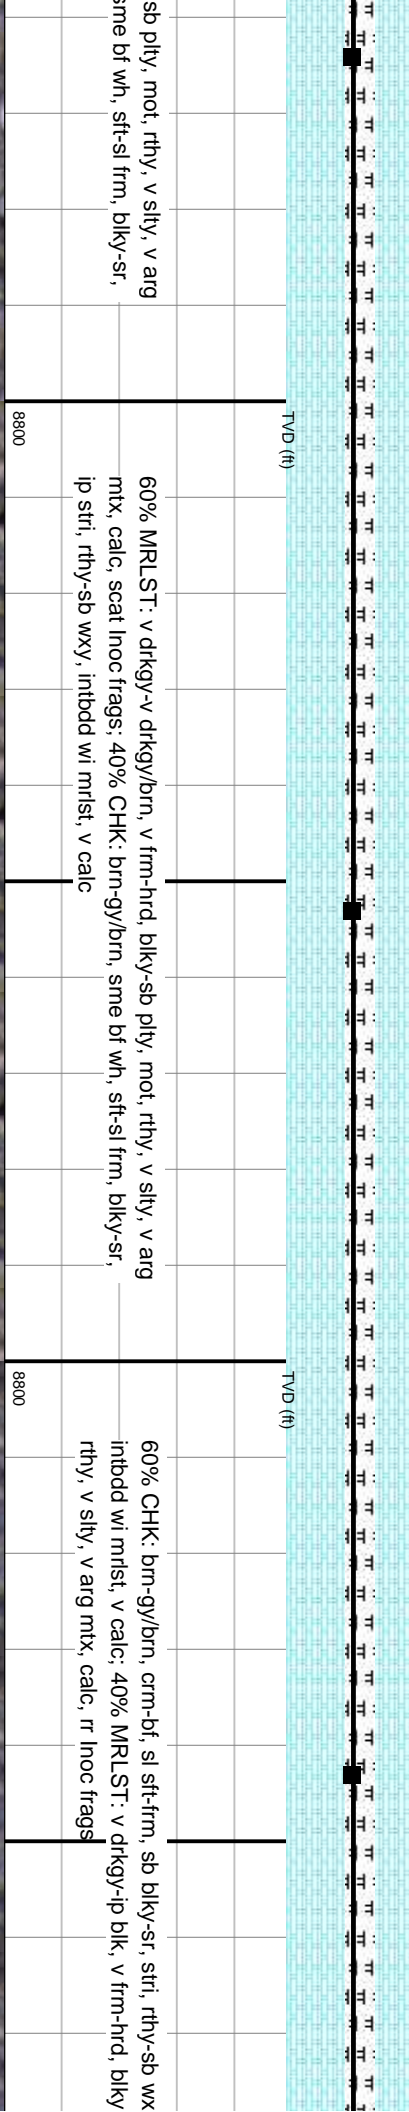 sb plty, mot, rthy, v slty, v arg
sme bf wh, sft-sl frm, blky-sr,
TVD (ft)
8800
60% MRLST: v drkgy-v drkgy/brn, v frm-hrd, blky-sb plty, mot, rthy, v slty, v arg
mtx, calc, scat Inoc frags; 40% CHK: brn-gy/brn, sme bf wh, sft-sl frm, blky-sr,
ip stri, rthy-sb wxy, intbdd wi mrlst, v calc
TVD (ft)
8800
60% CHK: brn-gy/brn, crm-bf, sl sft-frm, sb blky-sr, stri, rthy-sb wx
intbdd wi mrlst, v calc; 40% MRLST: v drkgy-ip blk, v frm-hrd, blky
rthy, v slty, v arg mtx, calc, rr Inoc frags